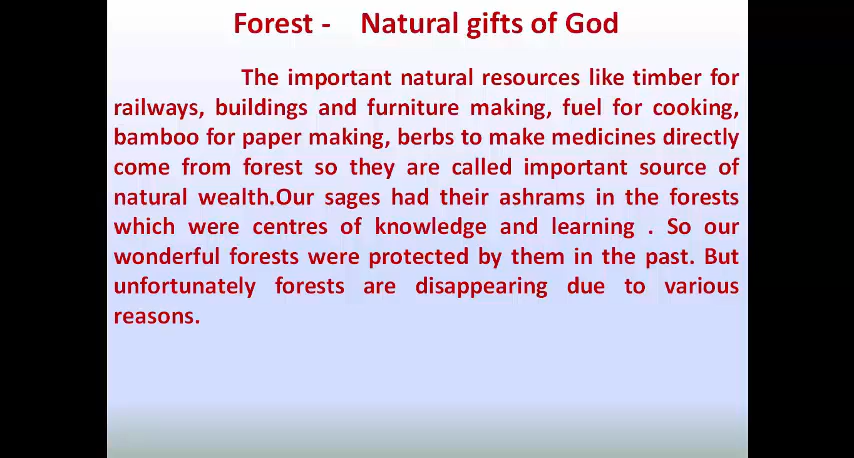 Forest - Natural gifts of God
The important natural resources like timber for
railways, buildings and furniture making, fuel for cooking,
bamboo for paper making, berbs to make medicines directly
come from forest so they are called important source of
natural wealth.Our sages had their ashrams in the forests
which were centres of knowledge and learning . So our
wonderful forests were protected by them in the past. But
unfortunately forests are disappearing due to various
reasons.